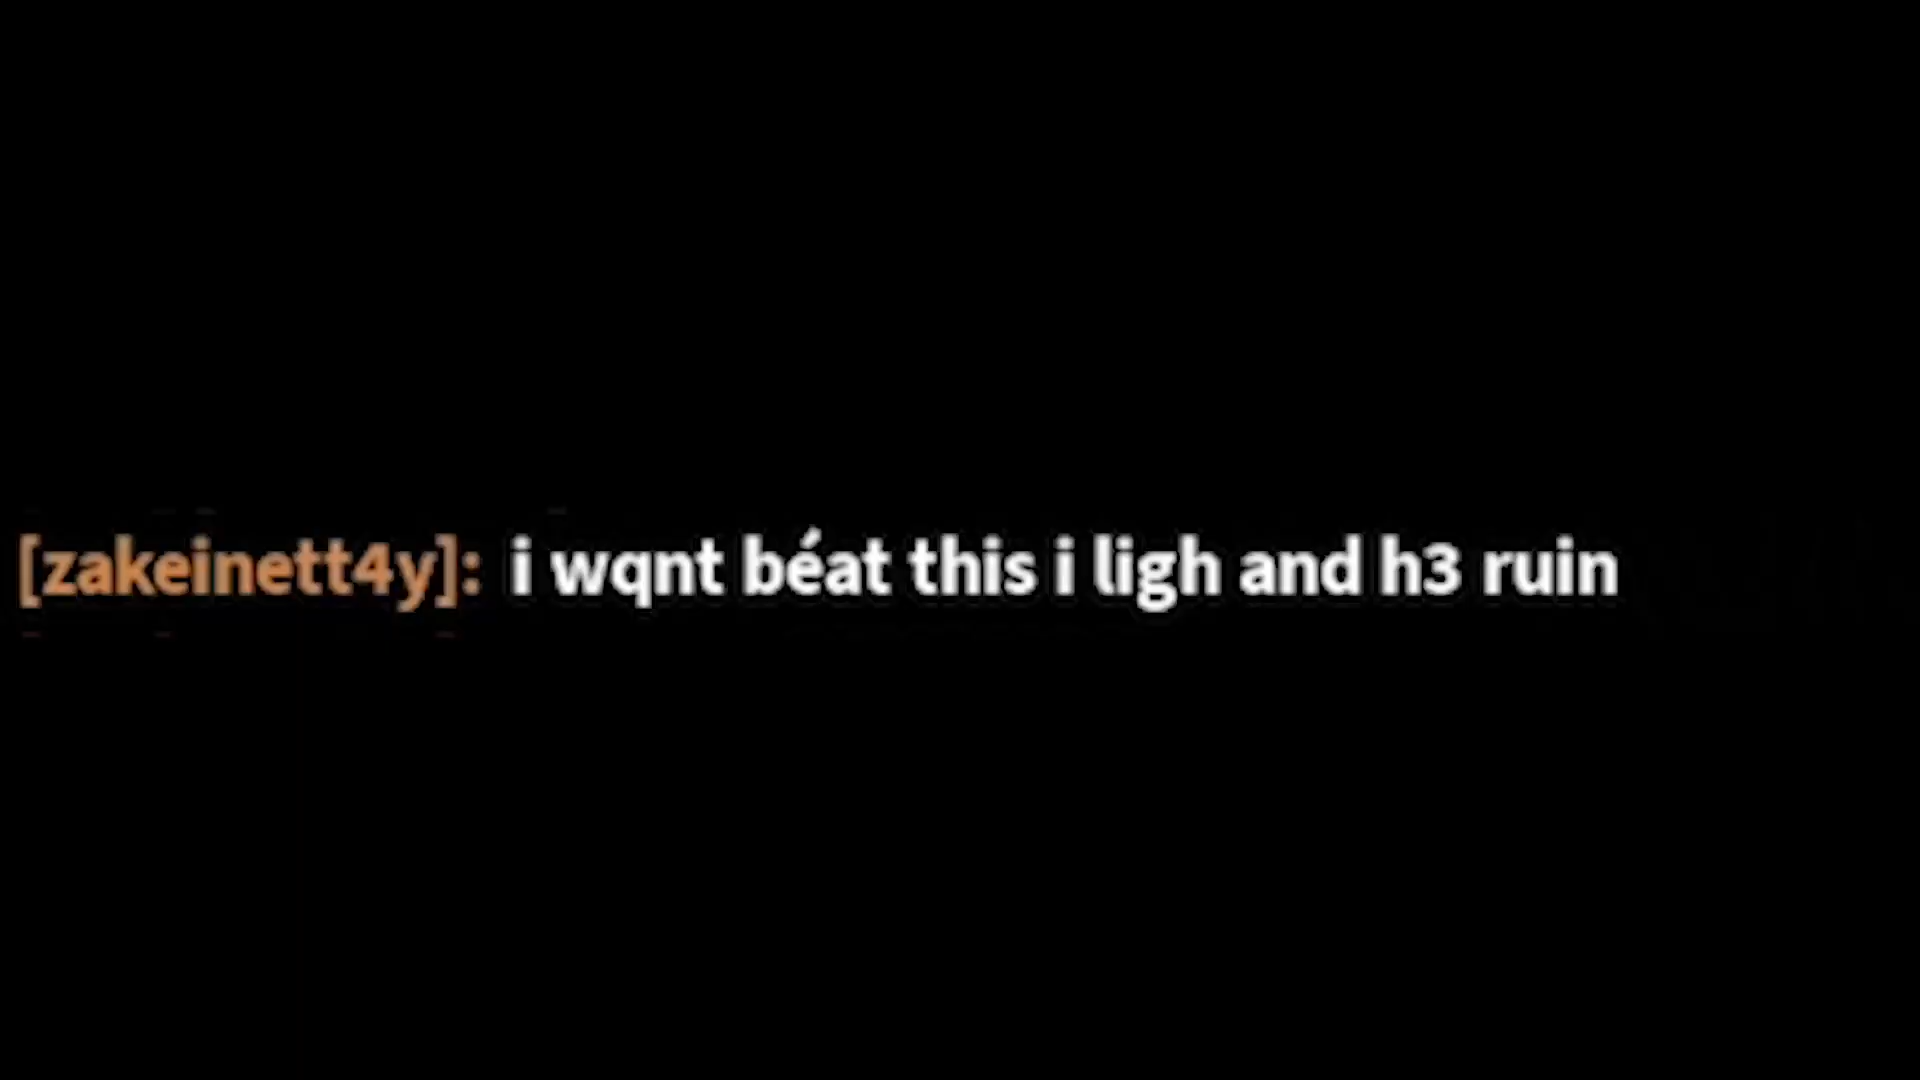 [zakeinett4y]: i wqnt béat this i ligh and h3 ruin